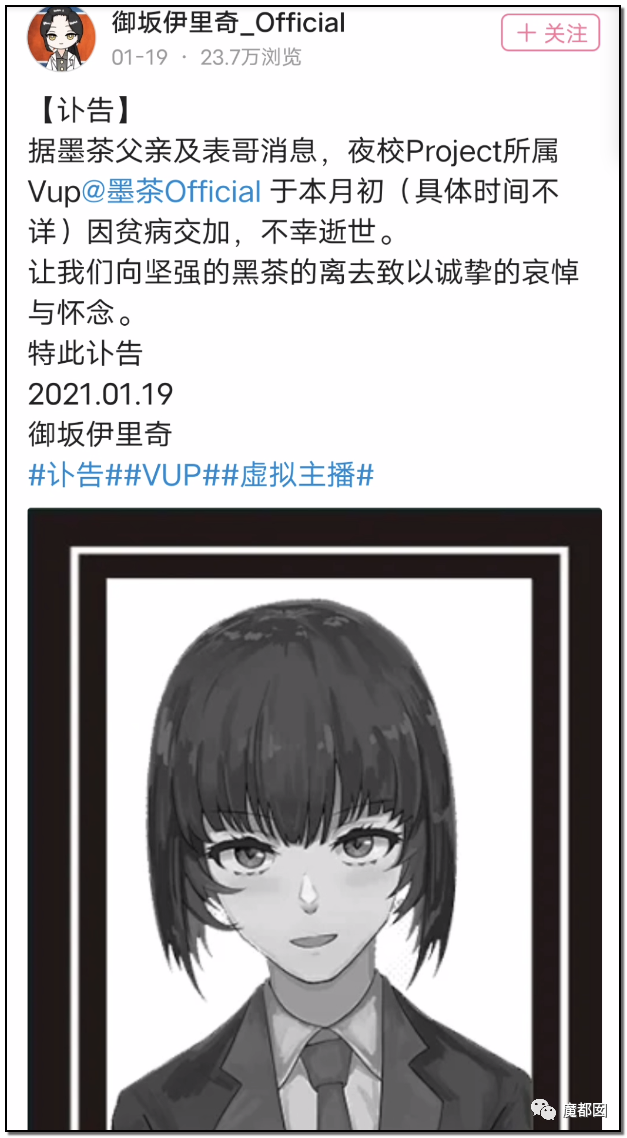 御坂伊里奇_Official
01-19 · 23.7万浏览
＋ 关注
【讣告】
据墨茶父亲及表哥消息，夜校Project所属
Vup@墨茶Official 于本月初（具体时间不
详）因贫病交加，不幸逝世。
让我们向坚强的黑茶的离去致以诚挚的哀悼
与怀念。
特此讣告
2021.01.19
御坂伊里奇
#讣告##VUP##虚拟主播#
魔都囡